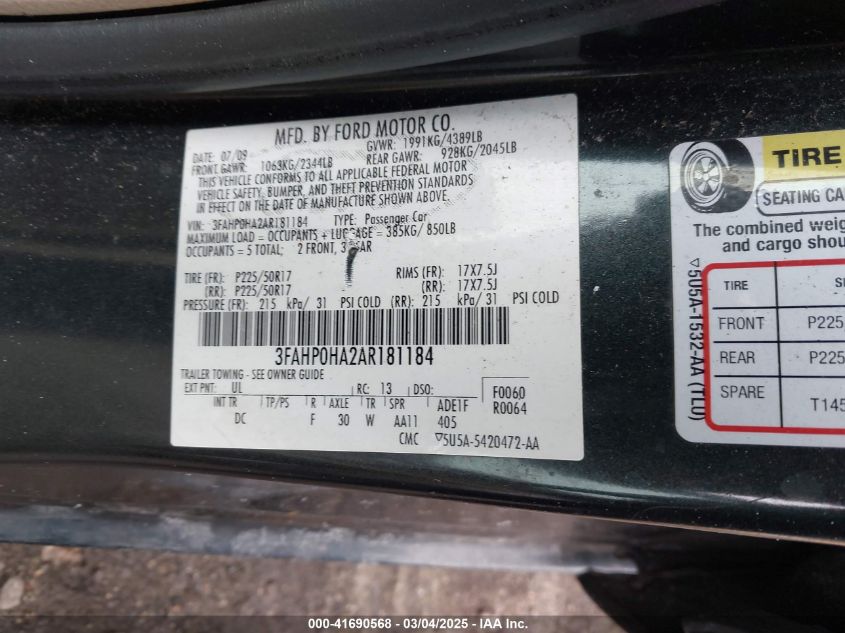 MFD. BY FORD MOTOR CO.
DATE: 07/09 GVWR: 1991KG/4389LB
FRONT GAWR: 1063KG/2344LB REAR GAWR: 928KG/2045LB
THIS VEHICLE CONFORMS TO ALL APPLICABLE FEDERAL MOTOR
VEHICLE SAFETY, BUMPER, AND THEFT PREVENTION STANDARDS
IN EFFECT ON THE DATE OF MANUFACTURE SHOWN ABOVE.
VIN: 3FAHP0HA2AR181184 TYPE: Passenger Car
MAXIMUM LOAD = OCCUPANTS + LUGGAGE = 385KG/ 850LB
OCCUPANTS = 5 TOTAL; 2 FRONT, 3 REAR
TIRE (FR): P225/50R17 RIMS (FR): 17X7.5J
(RR): P225/50R17 (RR): 17X7.5J
PRESSURE (FR): 215 kPa/ 31 PSI COLD (RR): 215 kPa/ 31 PSI COLD
3FAHP0HA2AR181184
TRAILER TOWING - SEE OWNER GUIDE
EXT PNT: UL RC: 13 DSO: F0060
INT TR TP/PS R AXLE TR SPR ADE1F R0064
DC F 30 W AA11 405
CMC ▽5U5A-5420472-AA
TIRE
SEATING CA
The combined weig
and cargo shou
▽5U5A-1532-AA (TL0)
TIRE S
FRONT P225
REAR P225
SPARE T145
000-41690568 - 03/04/2025 - IAA Inc.